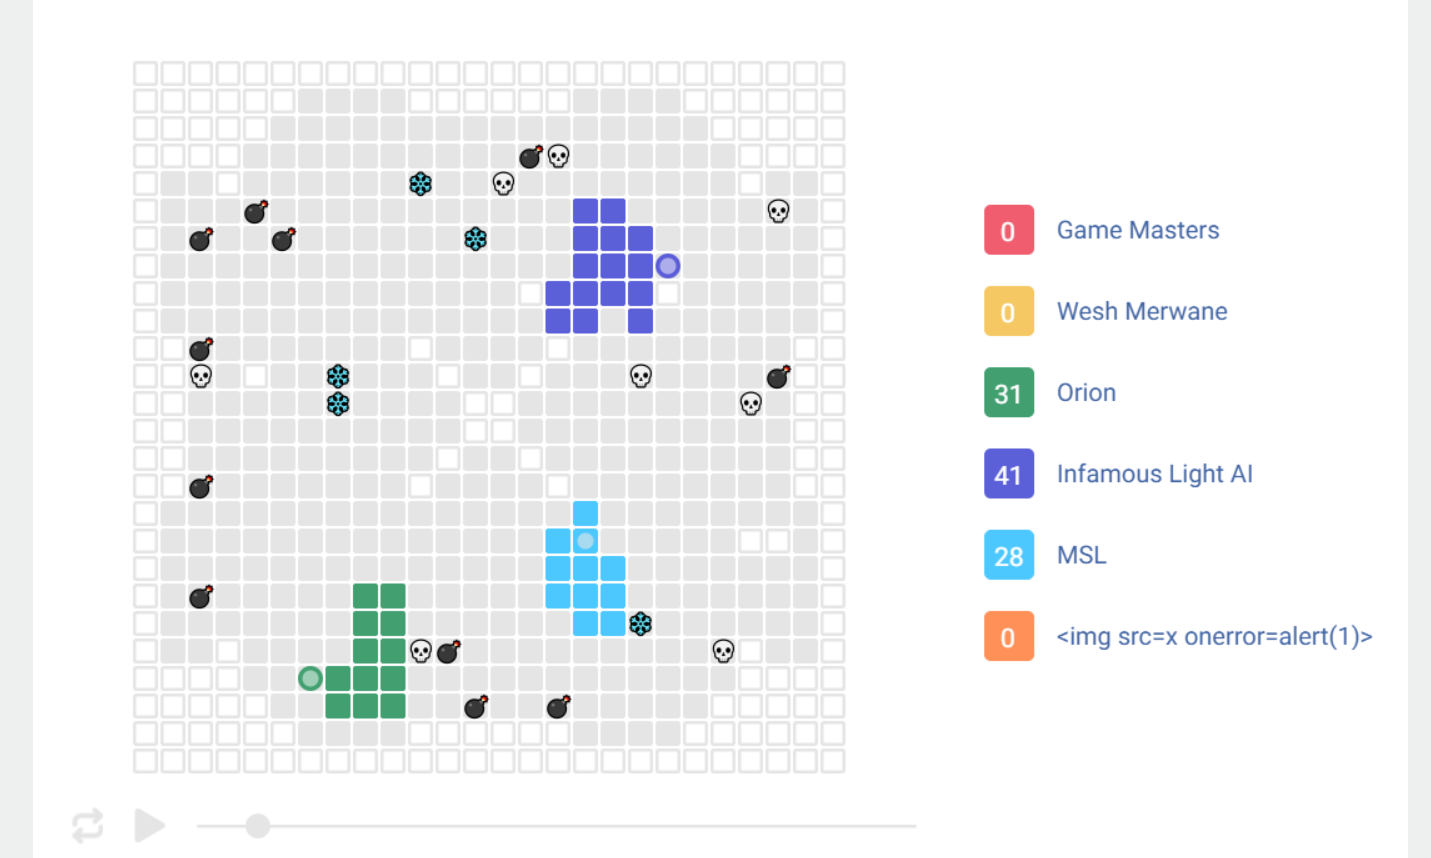 0 Game Masters
0 Wesh Merwane
31 Orion
41 Infamous Light AI
28 MSL
0 <img src=x onerror=alert(1)>